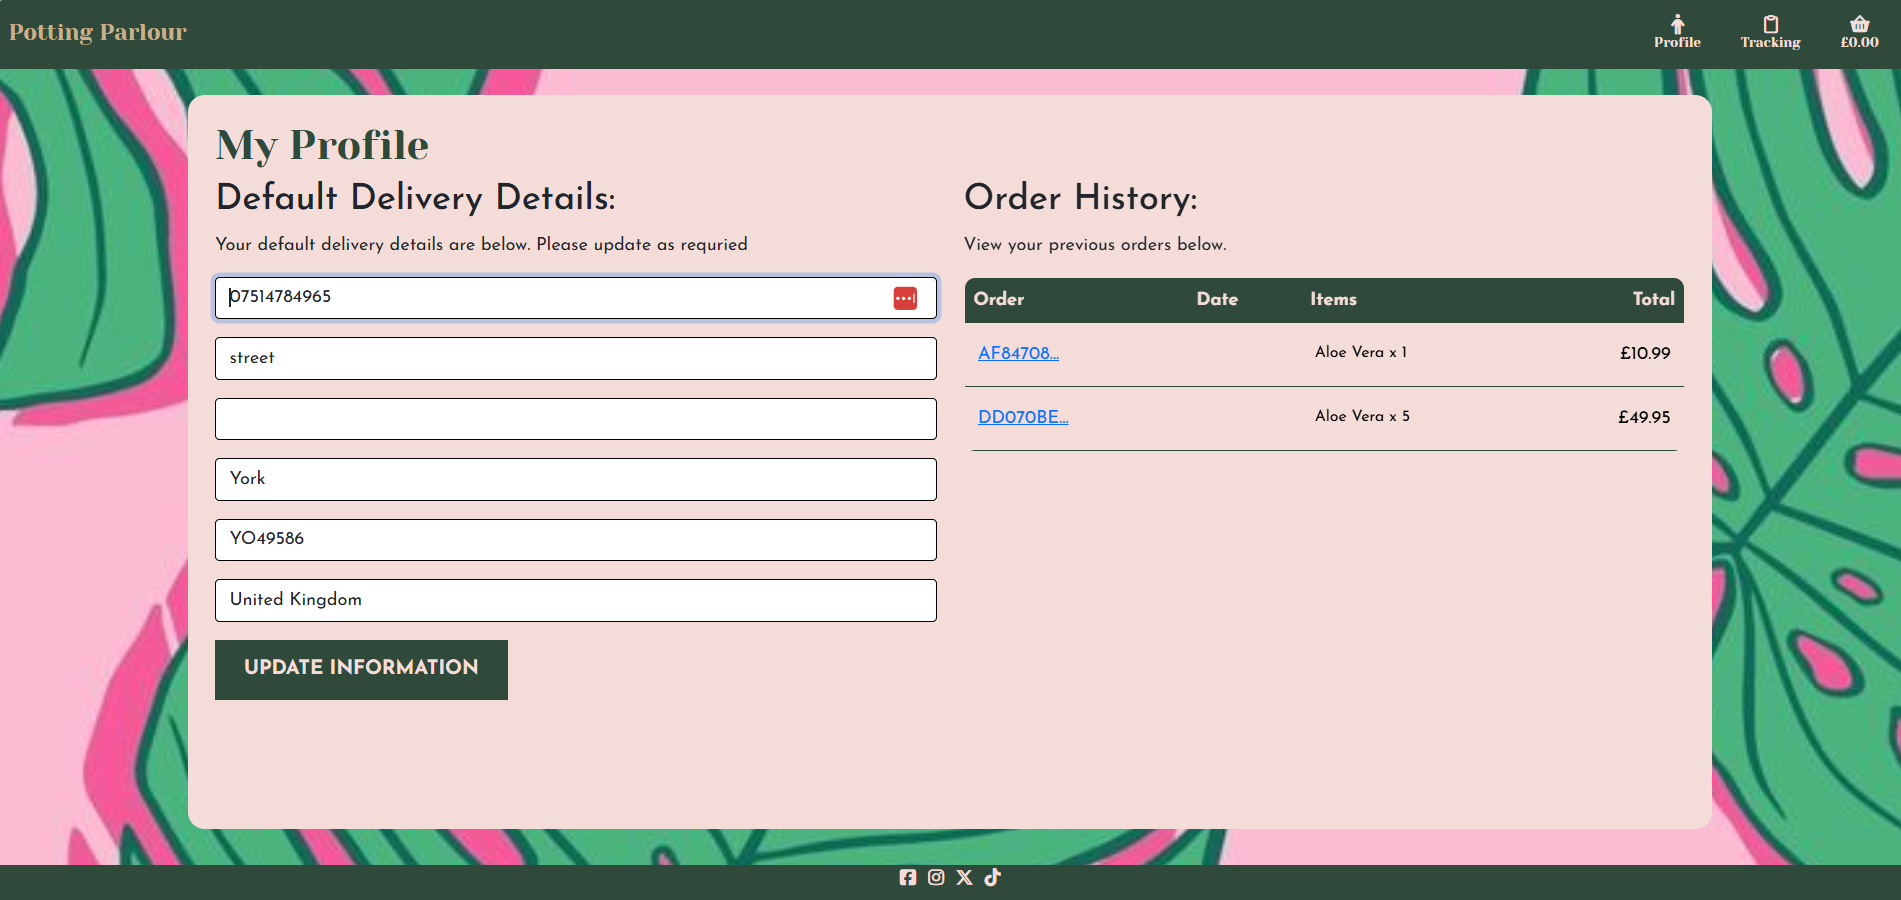 Potting Parlour
Profile
Tracking
£0.00
My Profile
Default Delivery Details:
Your default delivery details are below. Please update as requried
07514784965
street
York
YO49586
United Kingdom
UPDATE INFORMATION
Order History:
View your previous orders below.
Order Date Items Total
AF84708... Aloe Vera x 1 £10.99
DD070BE... Aloe Vera x 5 £49.95